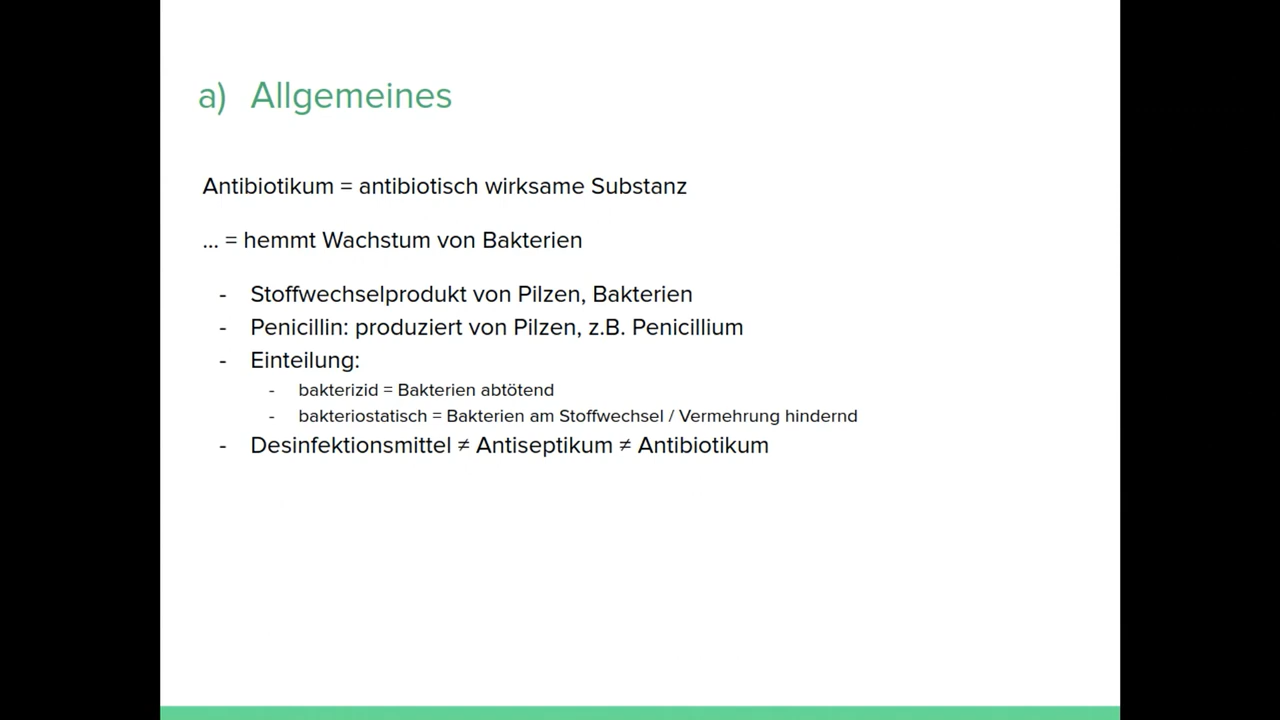 a) Allgemeines
Antibiotikum = antibiotisch wirksame Substanz
... = hemmt Wachstum von Bakterien
- Stoffwechselprodukt von Pilzen, Bakterien
- Penicillin: produziert von Pilzen, z.B. Penicillium
- Einteilung:
- bakterizid = Bakterien abtötend
- bakteriostatisch = Bakterien am Stoffwechsel / Vermehrung hindernd
- Desinfektionsmittel ≠ Antiseptikum ≠ Antibiotikum